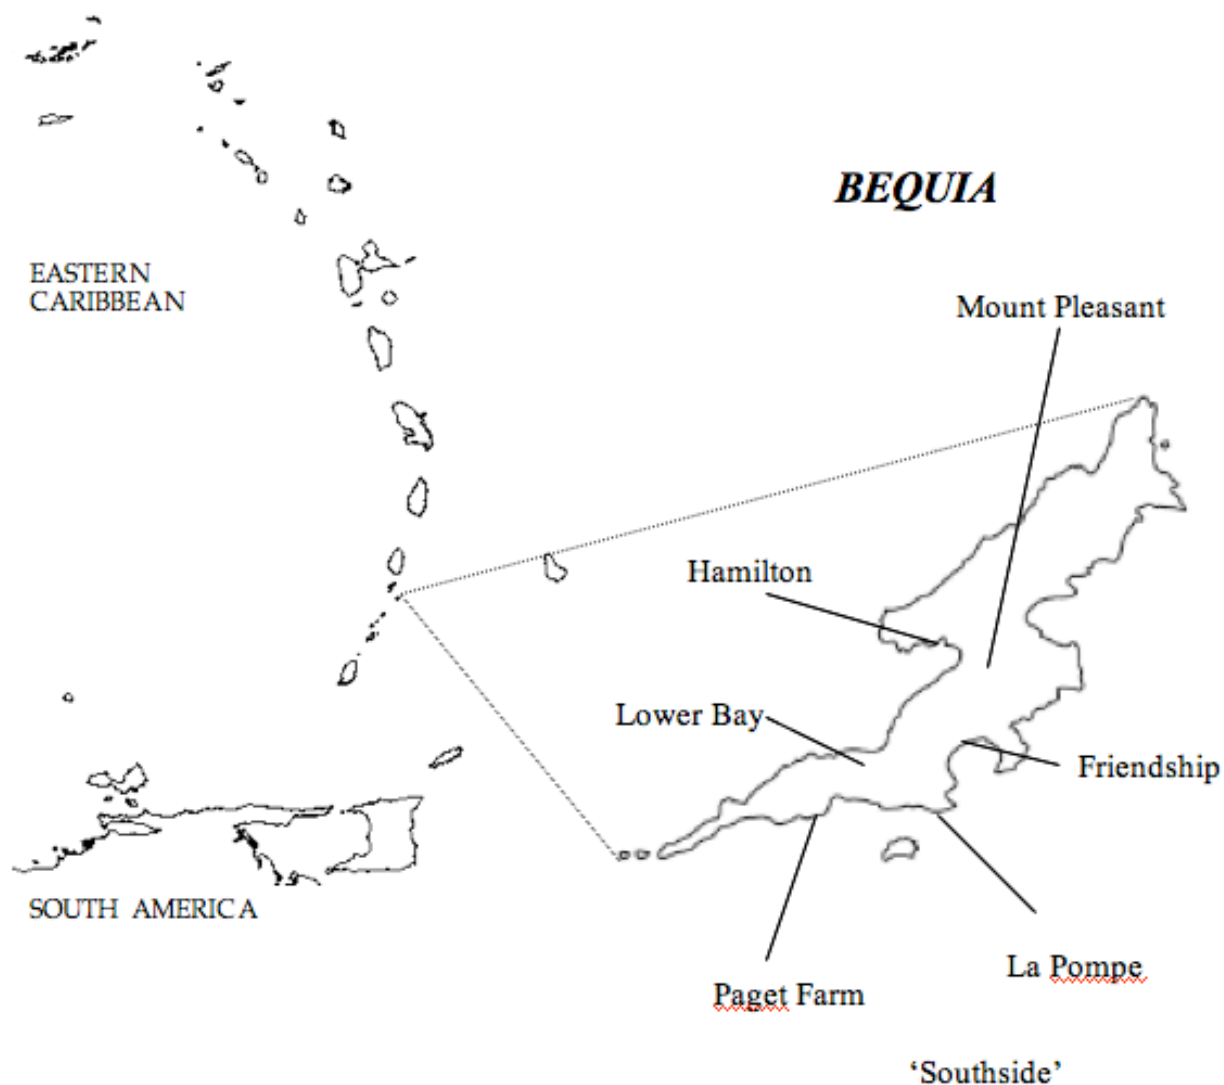 BEQUIA
EASTERN
CARIBBEAN
Mount Pleasant
Hamilton
Lower Bay
Friendship
SOUTH AMERICA
La Pompe
Paget Farm
‘Southside’